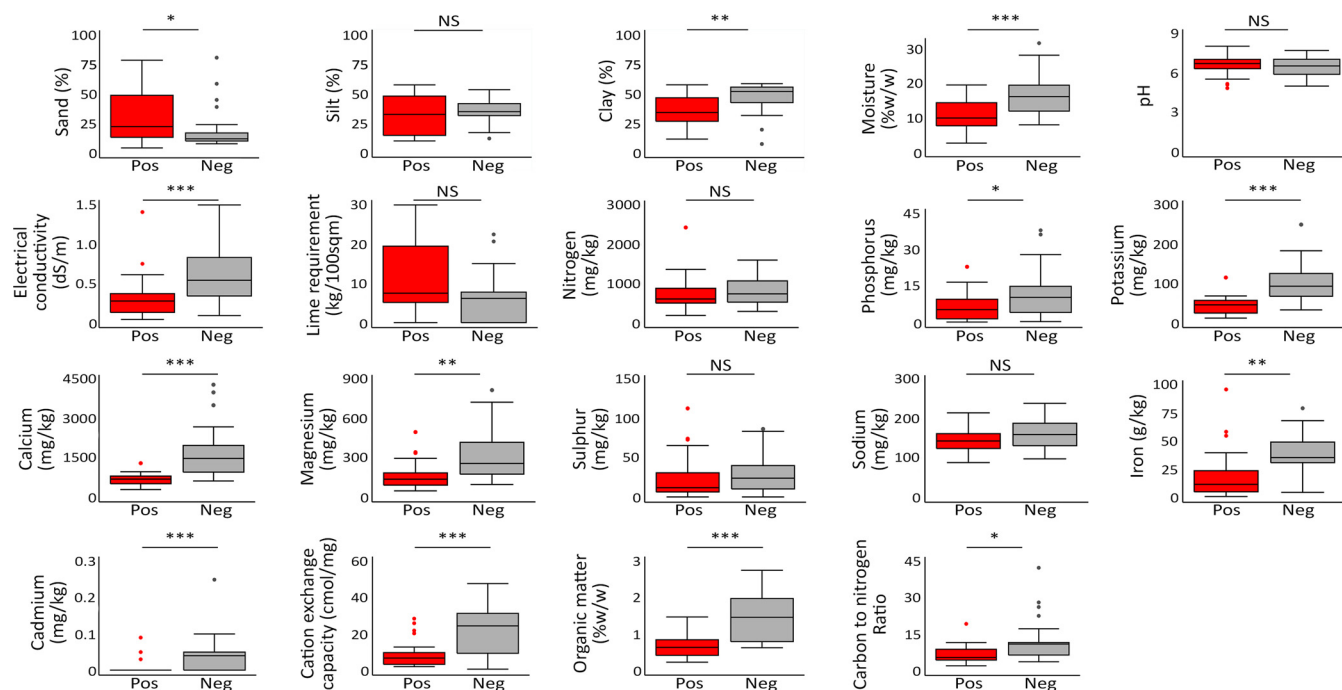 *
NS
**
***
NS
Sand (%)
100
75
50
25
0
Pos Neg
Silt (%)
100
75
50
25
0
Pos Neg
Clay (%)
100
75
50
25
0
Pos Neg
Moisture
(%w/w)
30
20
10
0
Pos Neg
pH
9
6
3
0
Pos Neg
***
NS
NS
*
***
Electrical
conductivity
(dS/m)
1.5
1.0
0.5
0
Pos Neg
Lime requirement
(kg/100sqm)
30
20
10
0
Pos Neg
Nitrogen
(mg/kg)
3000
2000
1000
0
Pos Neg
Phosphorus
(mg/kg)
45
30
15
0
Pos Neg
Potassium
(mg/kg)
300
200
100
0
Pos Neg
***
**
NS
NS
**
Calcium
(mg/kg)
4500
3000
1500
0
Pos Neg
Magnesium
(mg/kg)
900
600
300
0
Pos Neg
Sulphur
(mg/kg)
150
100
50
0
Pos Neg
Sodium
(mg/kg)
300
200
100
0
Pos Neg
Iron (g/kg)
100
75
50
25
0
Pos Neg
***
***
***
*
Cadmium
(mg/kg)
0.3
0.2
0.1
0
Pos Neg
Cation exchange
capacity (cmol/mg)
60
40
20
0
Pos Neg
Organic matter
(%w/w)
3
2
1
0
Pos Neg
Carbon to nitrogen
Ratio
45
30
15
0
Pos Neg